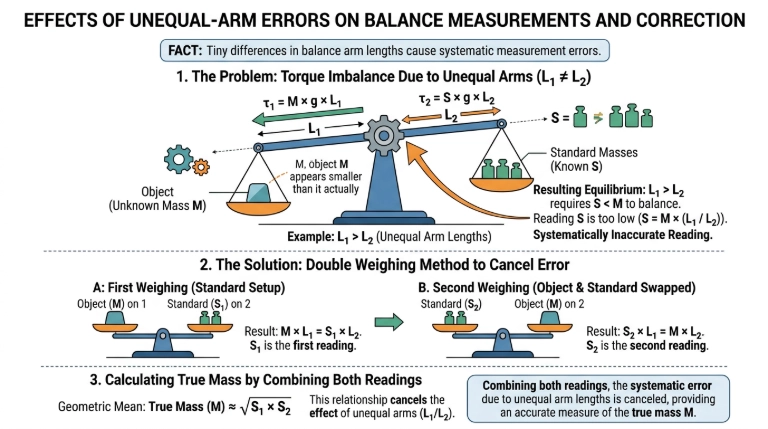 EFFECTS OF UNEQUAL-ARM ERRORS ON BALANCE MEASUREMENTS AND CORRECTION
FACT: Tiny differences in balance arm lengths cause systematic measurement errors.
1. The Problem: Torque Imbalance Due to Unequal Arms (L₁ ≠ L₂)
τ₁ = M × g × L₁
τ₂ = S × g × L₂
L₁
L₂
S =
M, object M
appears smaller
than it actually
Object
(Unknown Mass M)
Standard Masses
(Known S)
Resulting Equilibrium: L₁ > L₂
requires S < M to balance.
Reading S is too low (S = M × (L₁ / L₂)).
Systematically Inaccurate Reading.
Example: L₁ > L₂ (Unequal Arm Lengths)
2. The Solution: Double Weighing Method to Cancel Error
A: First Weighing (Standard Setup)
Object (M) on 1
Standard (S₁) on 2
Result: M × L₁ = S₁ × L₂.
S₁ is the first reading.
B. Second Weighing (Object & Standard Swapped)
Standard (S₂)
Object (M) on 2
Result: S₂ × L₁ = M × L₂.
S₂ is the second reading.
3. Calculating True Mass by Combining Both Readings
Geometric Mean: True Mass (M) ≈ √S₁ × S₂
This relationship cancels the
effect of unequal arms (L₁/L₂).
Combining both readings, the systematic error
due to unequal arm lengths is canceled, providing
an accurate measure of the true mass M.